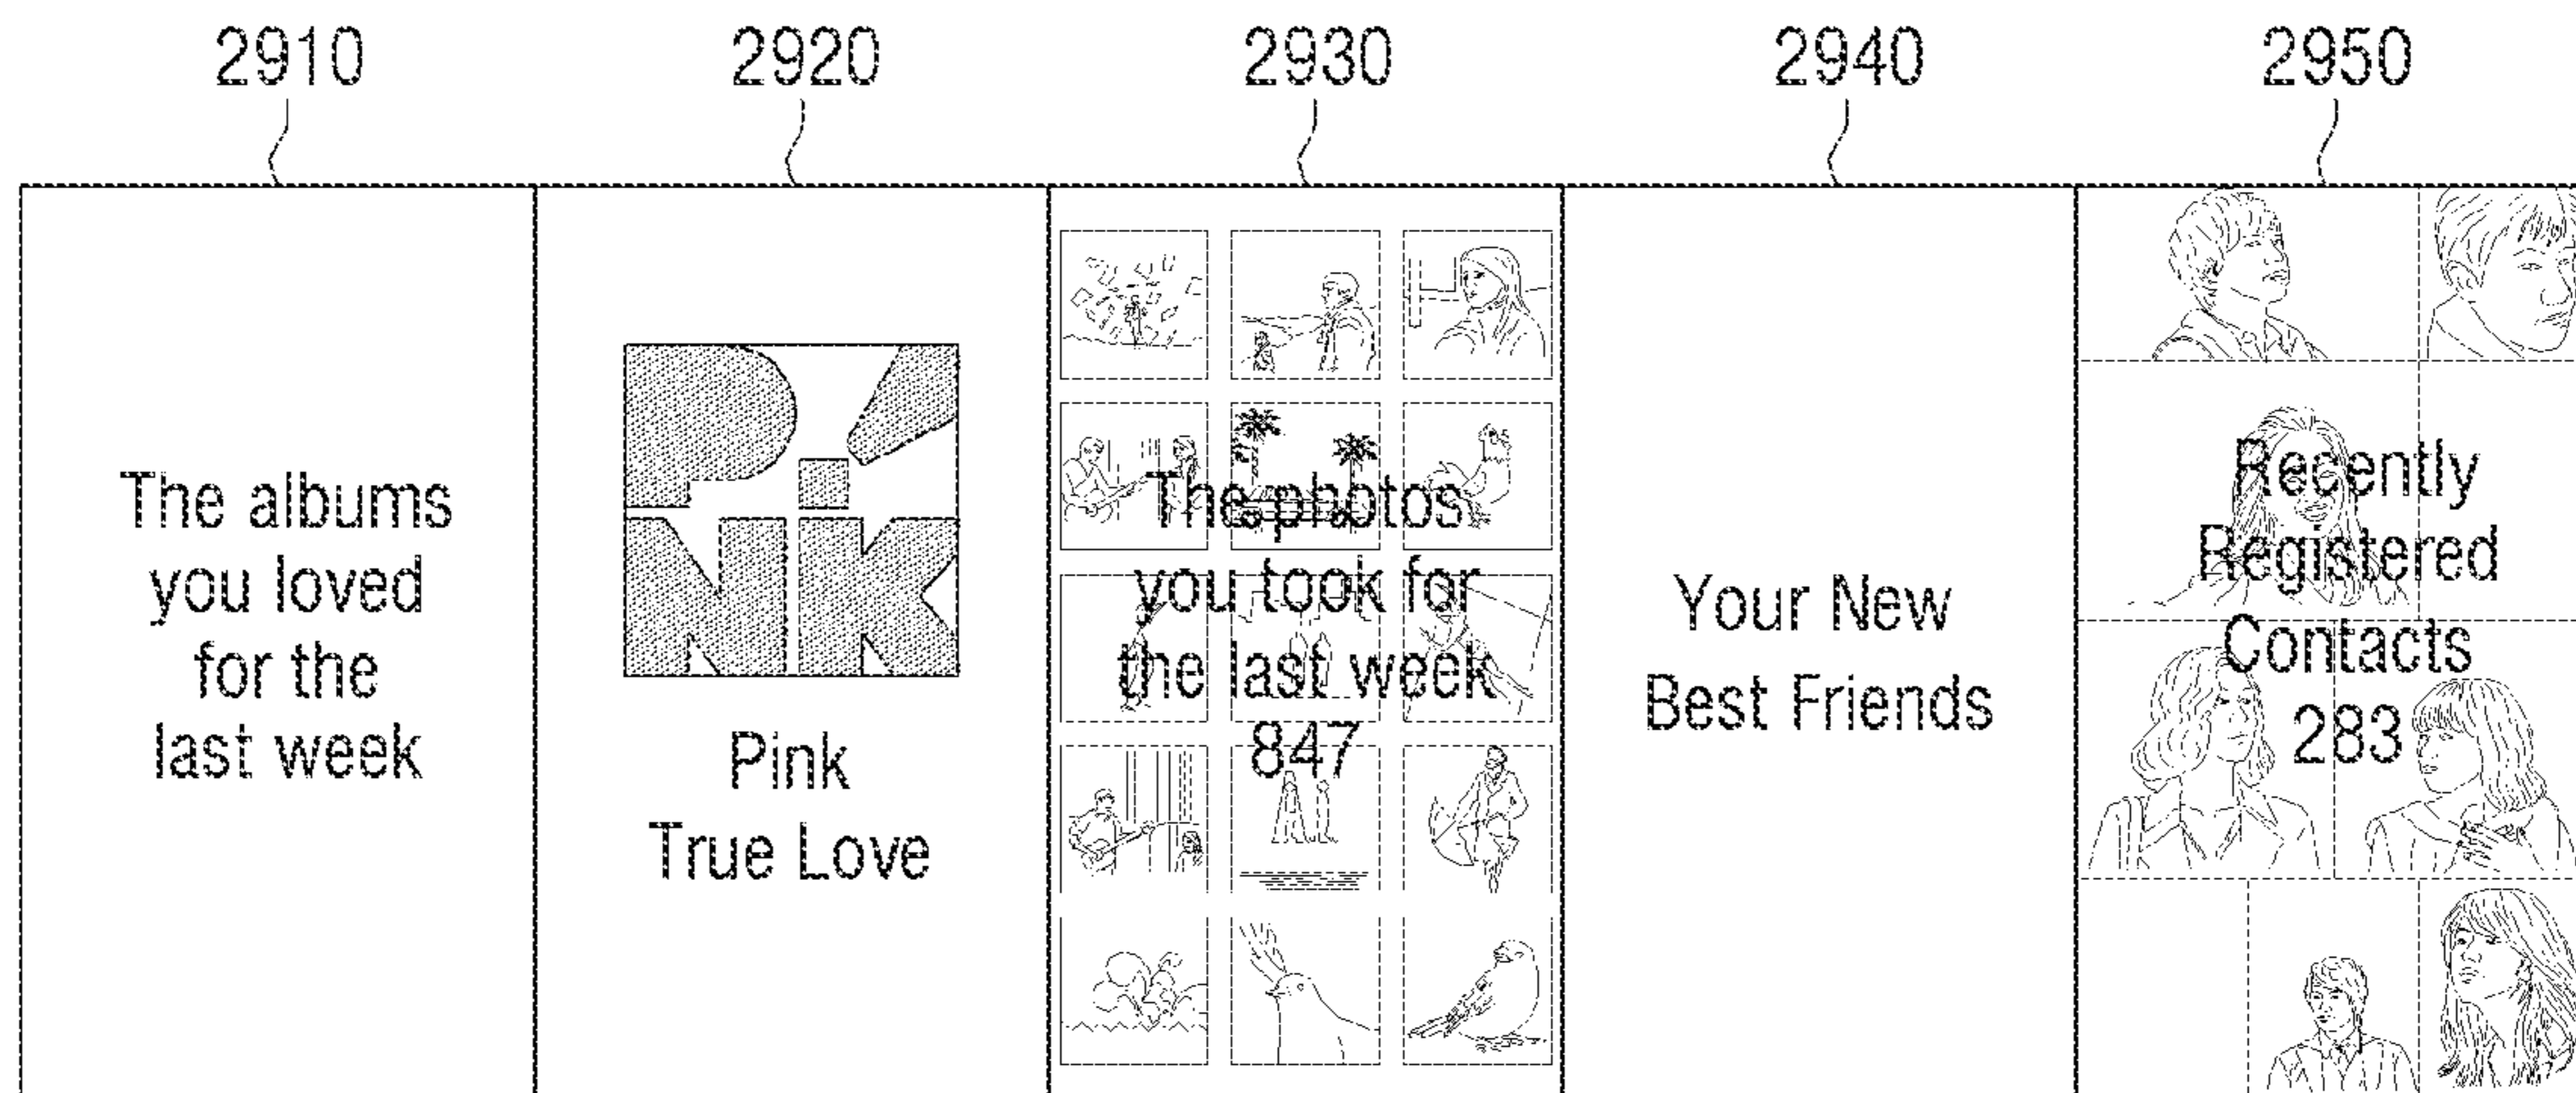 2910
2920
2930
2940
2950
The albums
you loved
for the
last week
P!
NK
Pink
True Love
The photos
you took for
the last week
847
Your New
Best Friends
Recently
Registered
Contacts
283